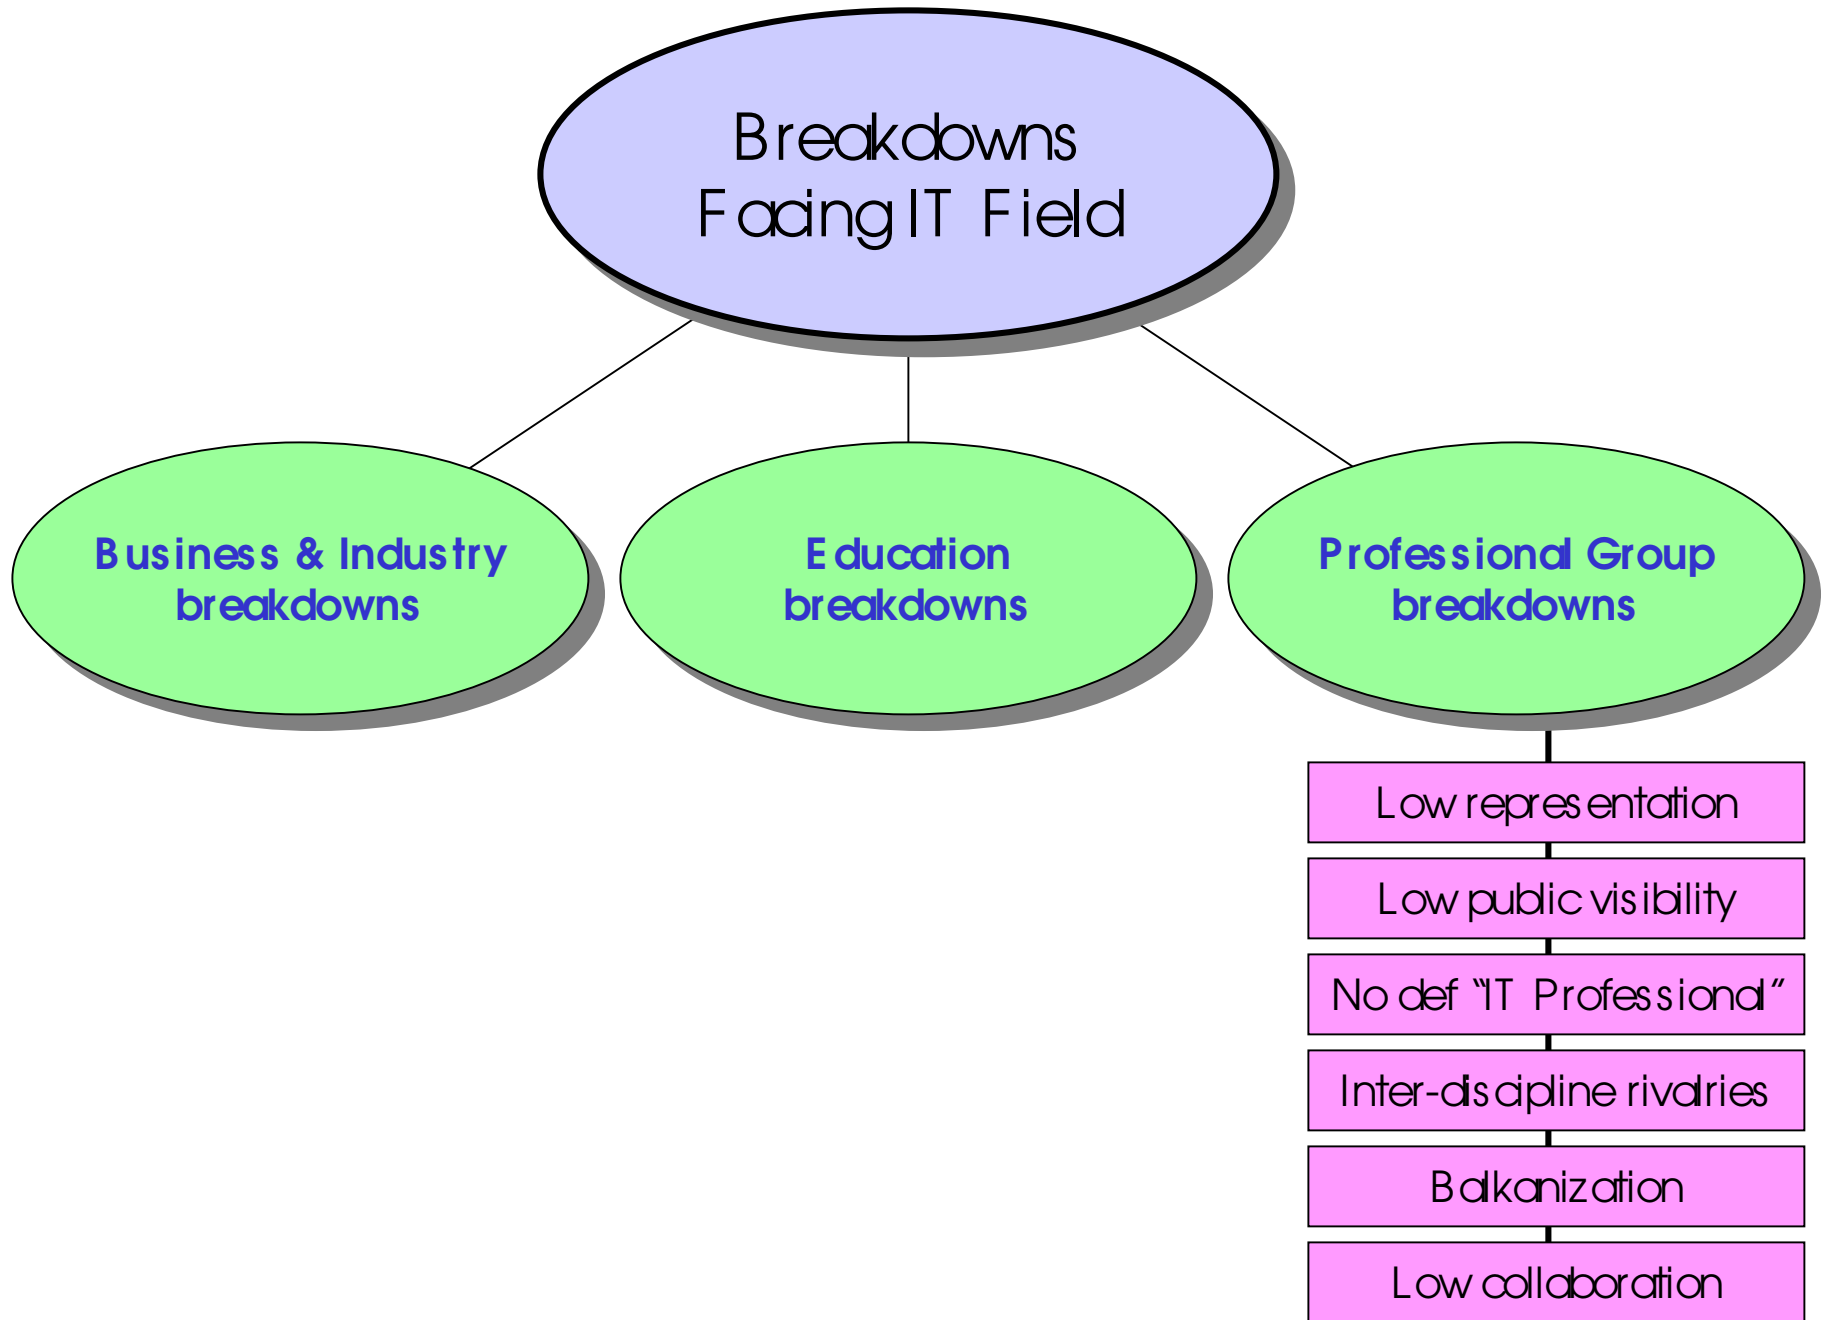 Breakdowns
Facing IT Field
Business & Industry
breakdowns
Education
breakdowns
Professional Group
breakdowns
Low representation
Low public visibility
No def “IT Professional”
Inter-discipline rivalries
Balkanization
Low collaboration